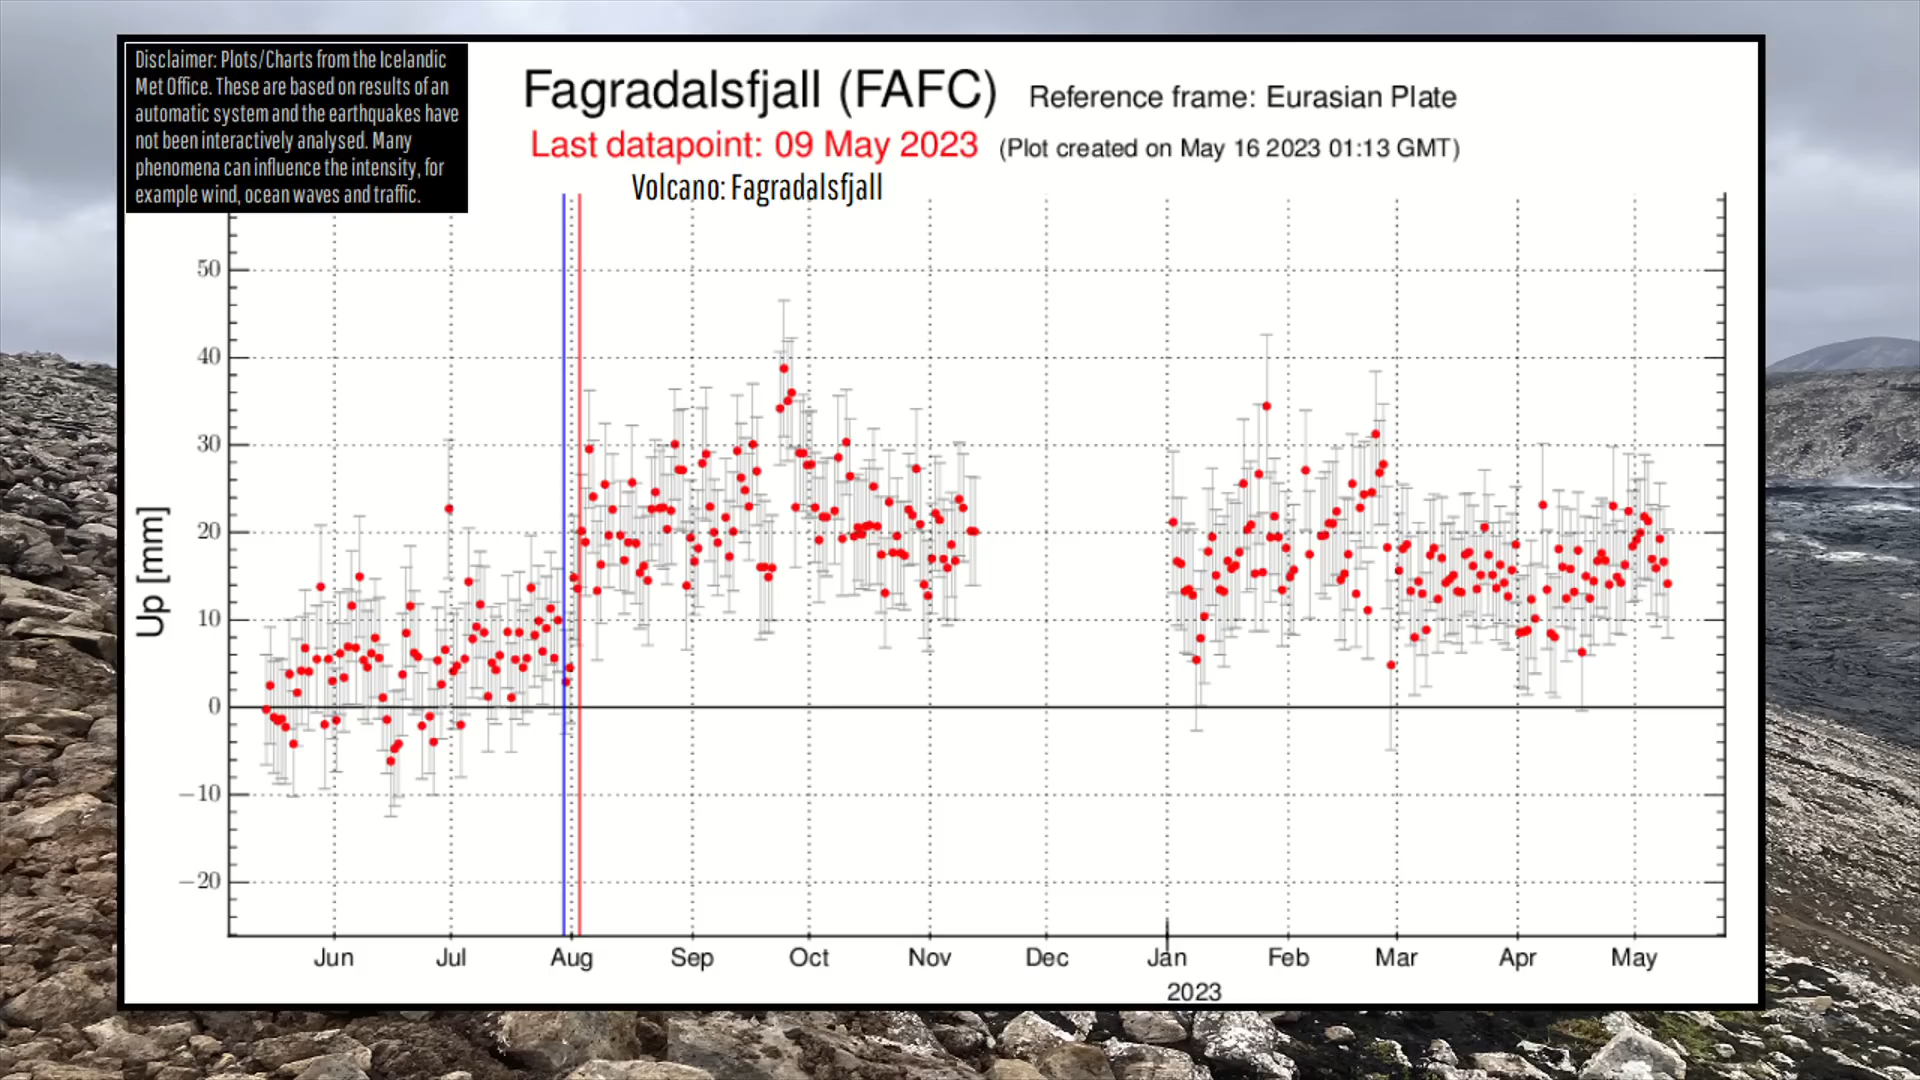 Disclaimer: Plots/Charts from the Icelandic
Met Office. These are based on results of an
automatic system and the earthquakes have
not been interactively analysed. Many
phenomena can influence the intensity, for
example wind, ocean waves and traffic.
Fagradalsfjall (FAFC) Reference frame: Eurasian Plate
Last datapoint: 09 May 2023 (Plot created on May 16 2023 01:13 GMT)
Volcano: Fagradalsfjall
Up [mm]
50
40
30
20
10
0
−10
−20
Jun Jul Aug Sep Oct Nov Dec Jan Feb Mar Apr May
2023